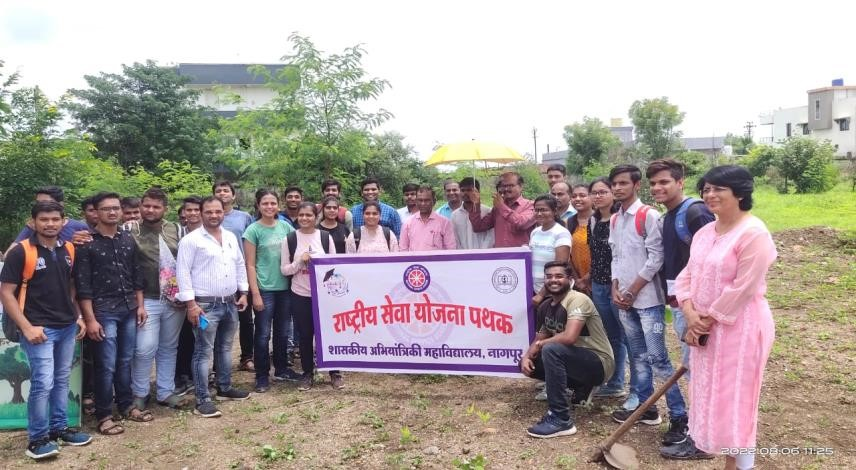 राष्ट्रीय सेवा योजना पथक
शासकीय अभियांत्रिकी महाविद्यालय, नागपूर
2022.08.06 11:25